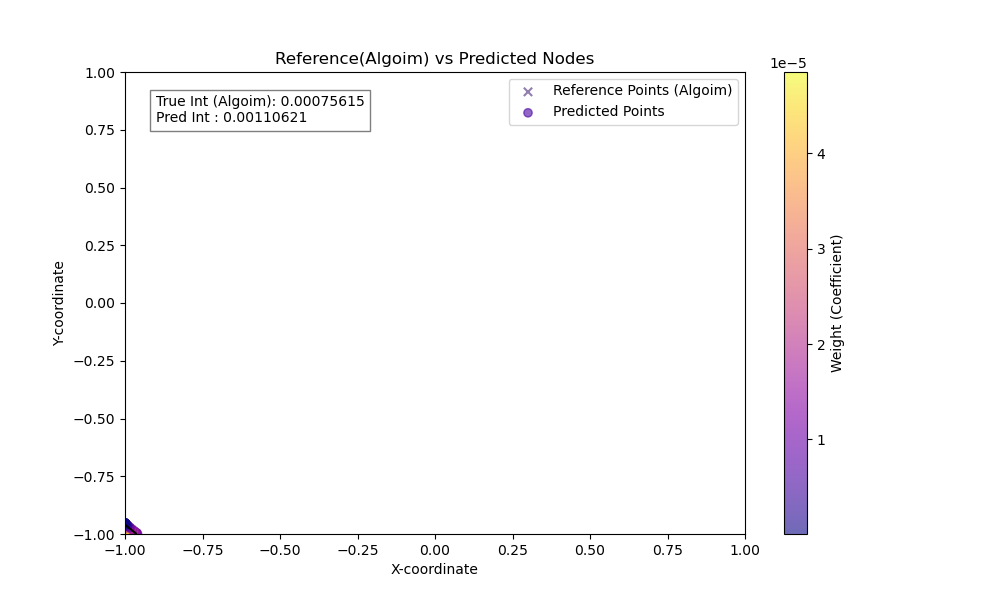 Reference(Algoim) vs Predicted Nodes
1e−5
True Int (Algoim): 0.00075615
Pred Int : 0.00110621
Reference Points (Algoim)
Predicted Points
1.00
0.75
0.50
0.25
0.00
−0.25
−0.50
−0.75
−1.00
Y-coordinate
−1.00 −0.75 −0.50 −0.25 0.00 0.25 0.50 0.75 1.00
X-coordinate
4
3
2
1
Weight (Coefficient)